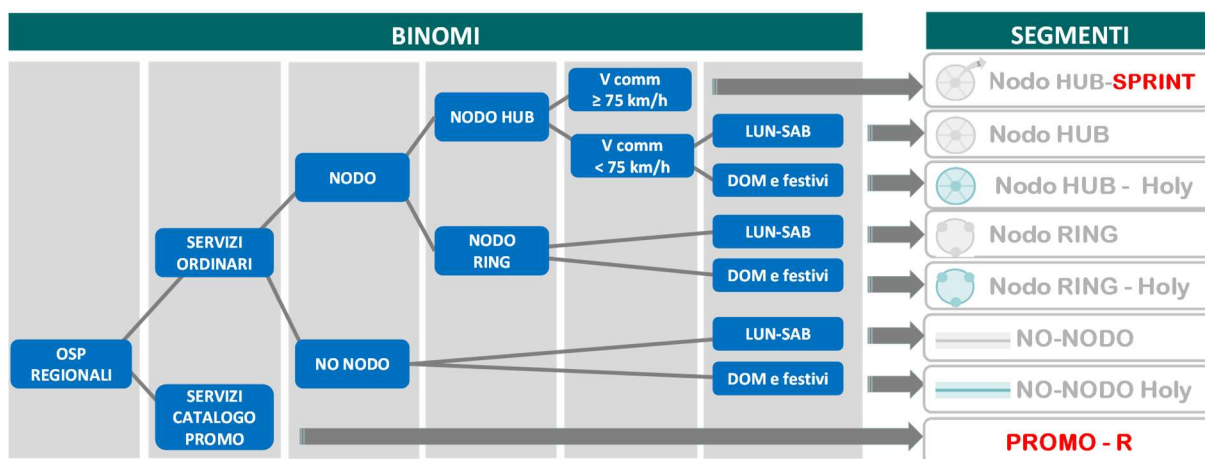 BINOMI
SEGMENTI
OSP
REGIONALI
SERVIZI
ORDINARI
SERVIZI
CATALOGO
PROMO
NODO
NO NODO
NODO HUB
NODO
RING
V comm
≥ 75 km/h
V comm
< 75 km/h
LUN-SAB
DOM e festivi
LUN-SAB
DOM e festivi
LUN-SAB
DOM e festivi
Nodo HUB-SPRINT
Nodo HUB
Nodo HUB - Holy
Nodo RING
Nodo RING - Holy
NO-NODO
NO-NODO Holy
PROMO - R